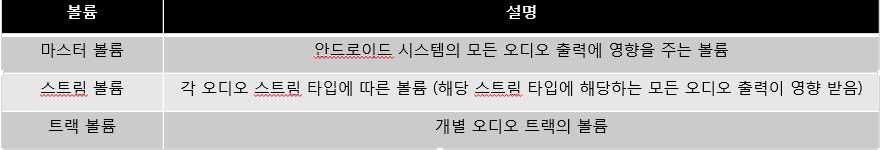 볼륨 설명
마스터 볼륨 안드로이드 시스템의 모든 오디오 출력에 영향을 주는 볼륨
스트림 볼륨 각 오디오 스트림 타입에 따른 볼륨 (해당 스트림 타입에 해당하는 모든 오디오 출력이 영향 받음)
트랙 볼륨 개별 오디오 트랙의 볼륨